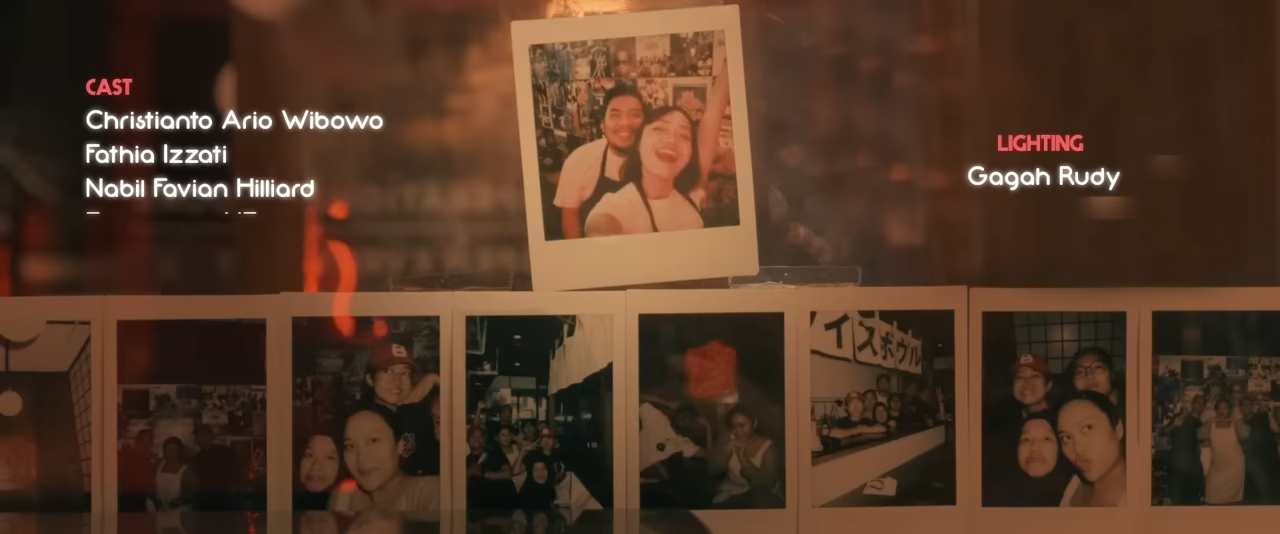 CAST
Christianto Ario Wibowo
Fathia Izzati
Nabil Favian Hilliard
LIGHTING
Gagah Rudy
イスボウル
B
B